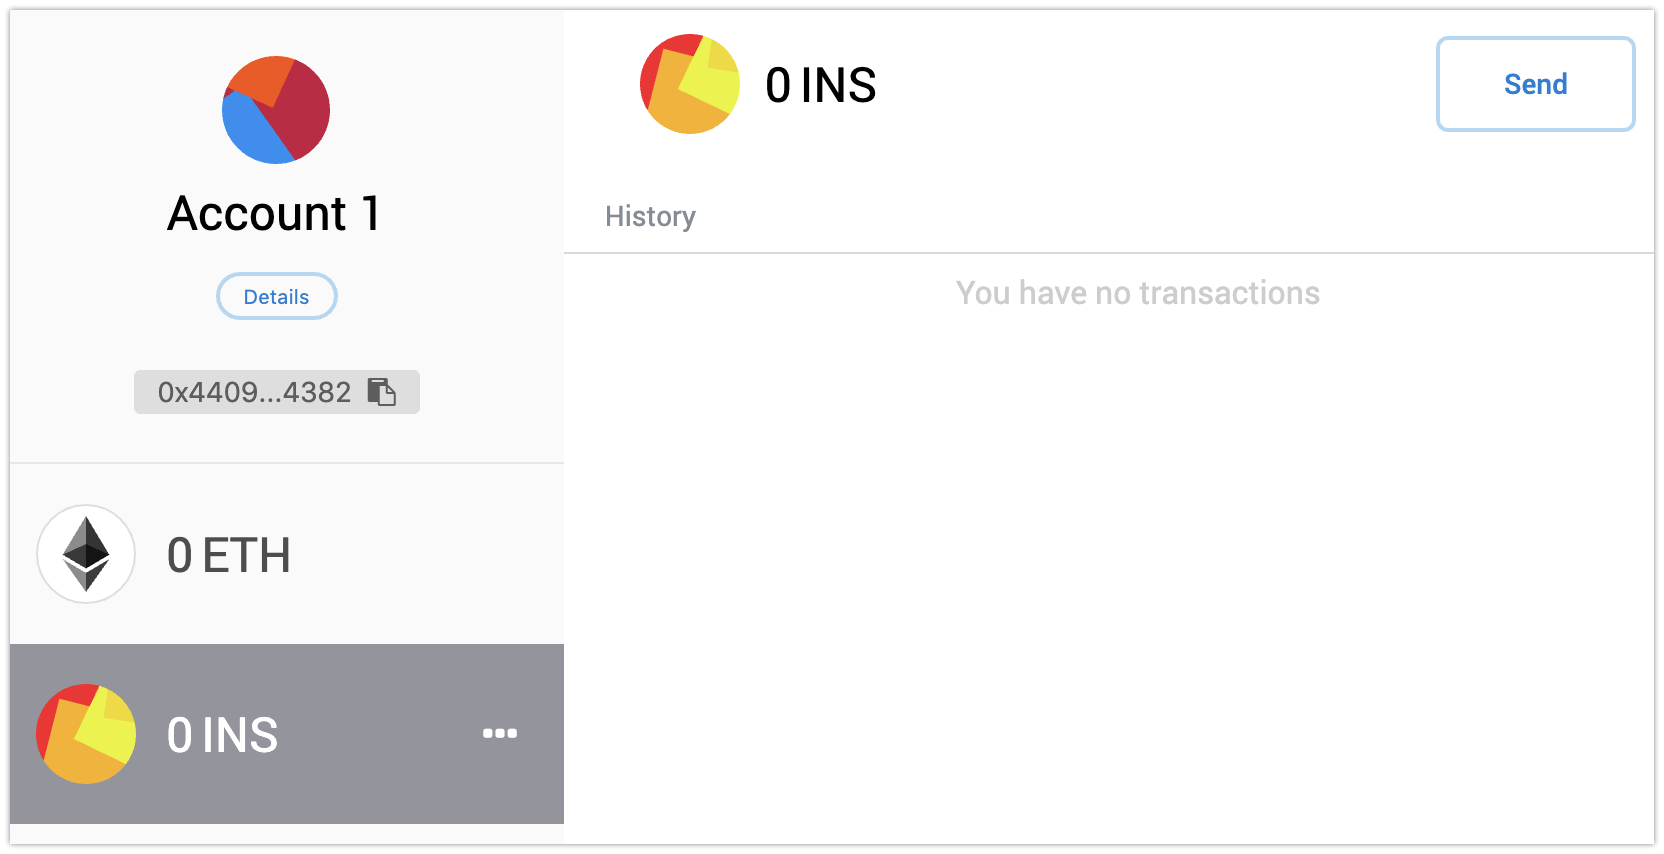 Account 1
Details
0x4409...4382
0 ETH
0 INS
0 INS
Send
History
You have no transactions